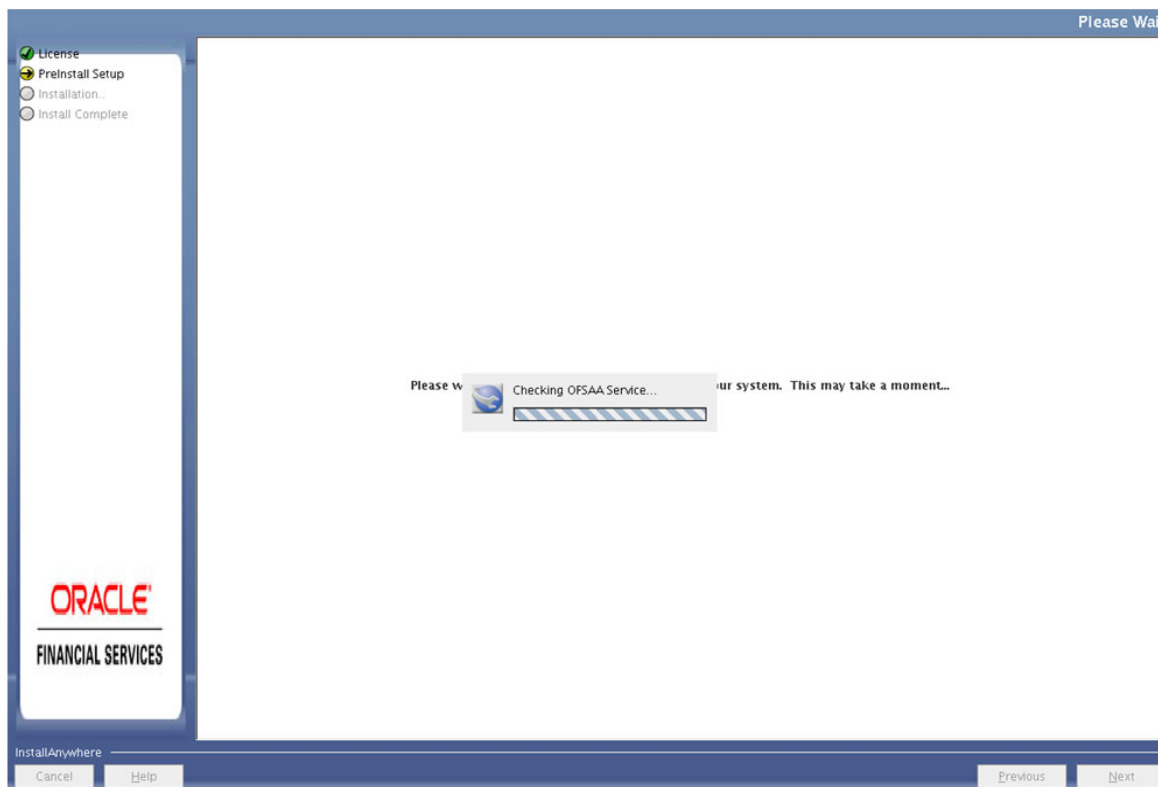 Please Wai
License
PreInstall Setup
Installation..
Install Complete
Please w
ur system. This may take a moment...
Checking OFSAA Service...
ORACLE
FINANCIAL SERVICES
InstallAnywhere
Cancel Help Previous Next